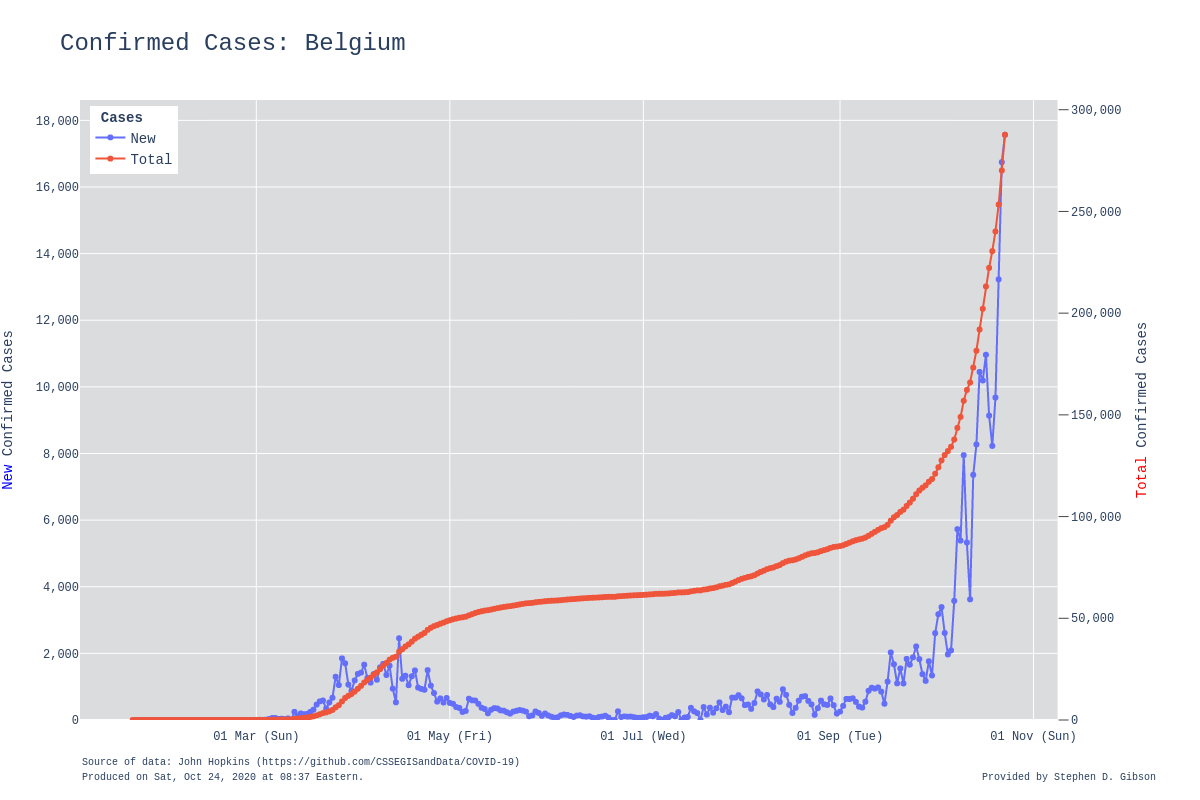 Confirmed Cases: Belgium
Cases
New
Total
18,000
16,000
14,000
12,000
10,000
8,000
6,000
4,000
2,000
0
New Confirmed Cases
300,000
250,000
200,000
150,000
100,000
50,000
0
Total Confirmed Cases
01 Mar (Sun)
01 May (Fri)
01 Jul (Wed)
01 Sep (Tue)
01 Nov (Sun)
Source of data: John Hopkins (https://github.com/CSSEGISandData/COVID-19)
Produced on Sat, Oct 24, 2020 at 08:37 Eastern.
Provided by Stephen D. Gibson